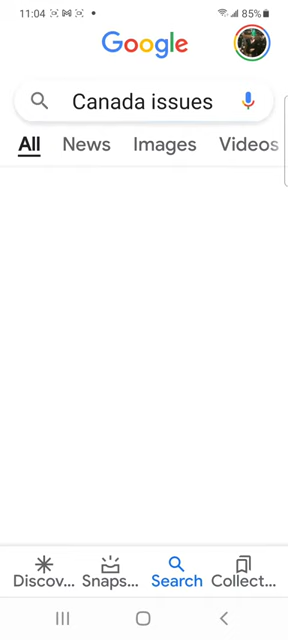 11:04 85%
Google
Canada issues
All News Images Videos
Discov... Snaps... Search Collect...